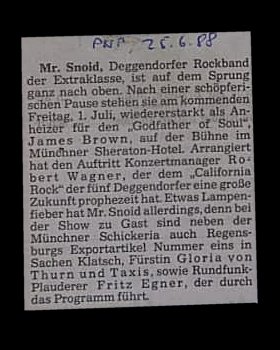 PNP, 25.6.88
Mr. Snoid, Deggendorfer Rockband
der Extraklasse, ist auf dem Sprung
ganz nach oben. Nach einer schöpferi-
schen Pause stehen sie am kommenden
Freitag, 1. Juli, wiedererstarkt als An-
heizer für den „Godfather of Soul",
James Brown, auf der Bühne im
Münchner Sheraton-Hotel. Arrangiert
hat den Auftritt Konzertmanager Ro-
bert Wagner, der dem „California
Rock" der fünf Deggendorfer eine große
Zukunft prophezeit hat. Etwas Lampen-
fieber hat Mr. Snoid allerdings, denn bei
der Show zu Gast sind neben der
Münchner Schickeria auch Regens-
burgs Exportartikel Nummer eins in
Sachen Klatsch, Fürstin Gloria von
Thurn und Taxis, sowie Rundfunk-
Plauderer Fritz Egner, der durch
das Programm führt.